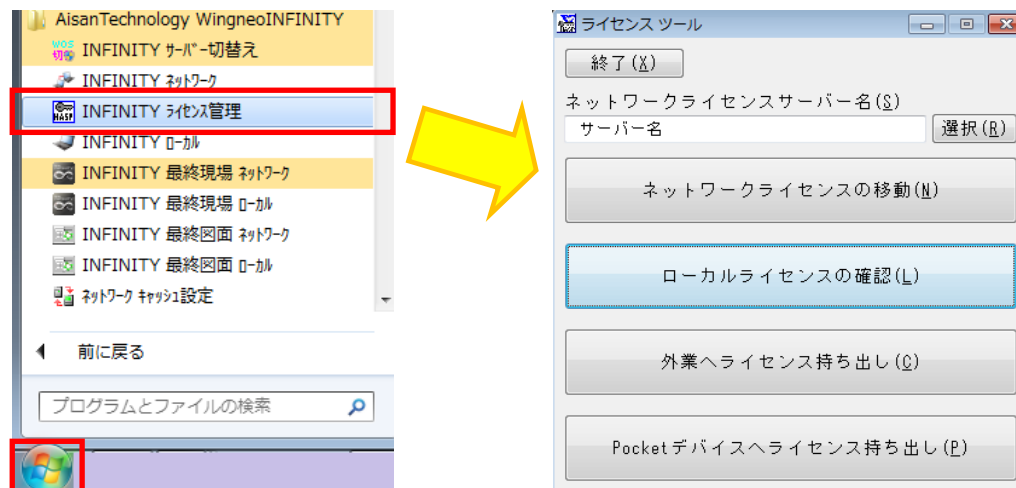 AisanTechnology WingneoINFINITY
WOS切替 INFINITY ｻｰﾊﾞｰ切替え
INFINITY ﾈｯﾄﾜｰｸ
HASP INFINITY ﾗｲｾﾝｽ管理
INFINITY ﾛｰｶﾙ
INFINITY 最終現場 ﾈｯﾄﾜｰｸ
INFINITY 最終現場 ﾛｰｶﾙ
INFINITY 最終図面 ﾈｯﾄﾜｰｸ
INFINITY 最終図面 ﾛｰｶﾙ
ﾈｯﾄﾜｰｸ ｷｬｯｼｭ設定
前に戻る
プログラムとファイルの検索
ライセンス ツール
終了(X)
ネットワークライセンスサーバー名(S)
サーバー名
選択(R)
ネットワークライセンスの移動(N)
ローカルライセンスの確認(L)
外業へライセンス持ち出し(C)
Pocketデバイスへライセンス持ち出し(P)